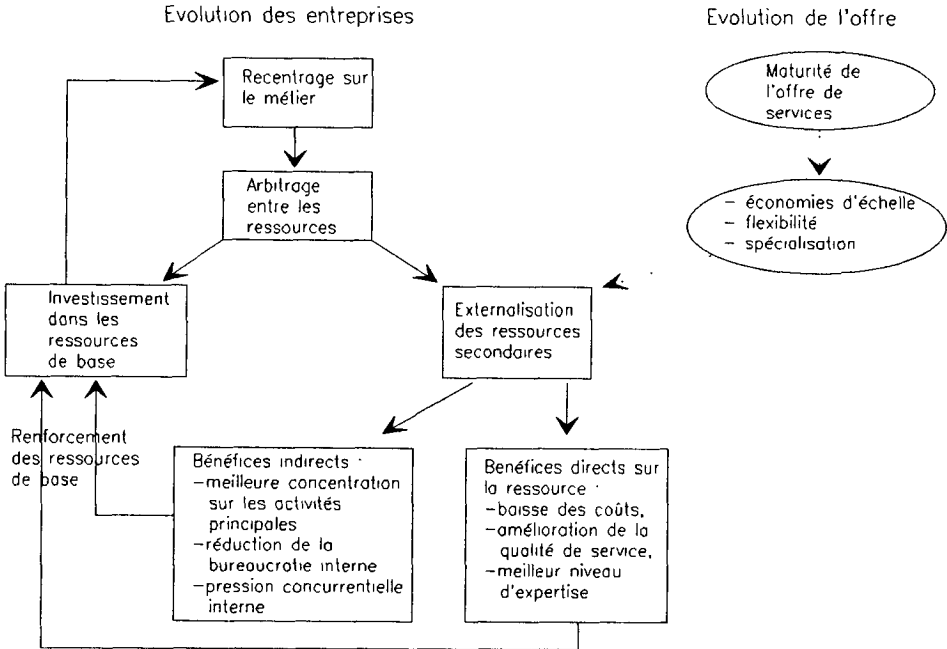 Evolution des entreprises
Evolution de l'offre
Recentrage sur
le métier
Maturité de
l'offre de
services
Arbitrage
entre les
ressources
– économies d'échelle
– flexibilité
– spécialisation
Investissement
dans les
ressources
de base
Externalisation
des ressources
secondaires
Renforcement
des ressources
de base
Bénéfices indirects :
–meilleure concentration
sur les activités
principales
–réduction de la
bureaucratie interne
–pression concurrentielle
interne
Benéfices directs sur
la ressource :
–baisse des coûts,
–amélioration de la
qualité de service,
–meilleur niveau
d'expertise